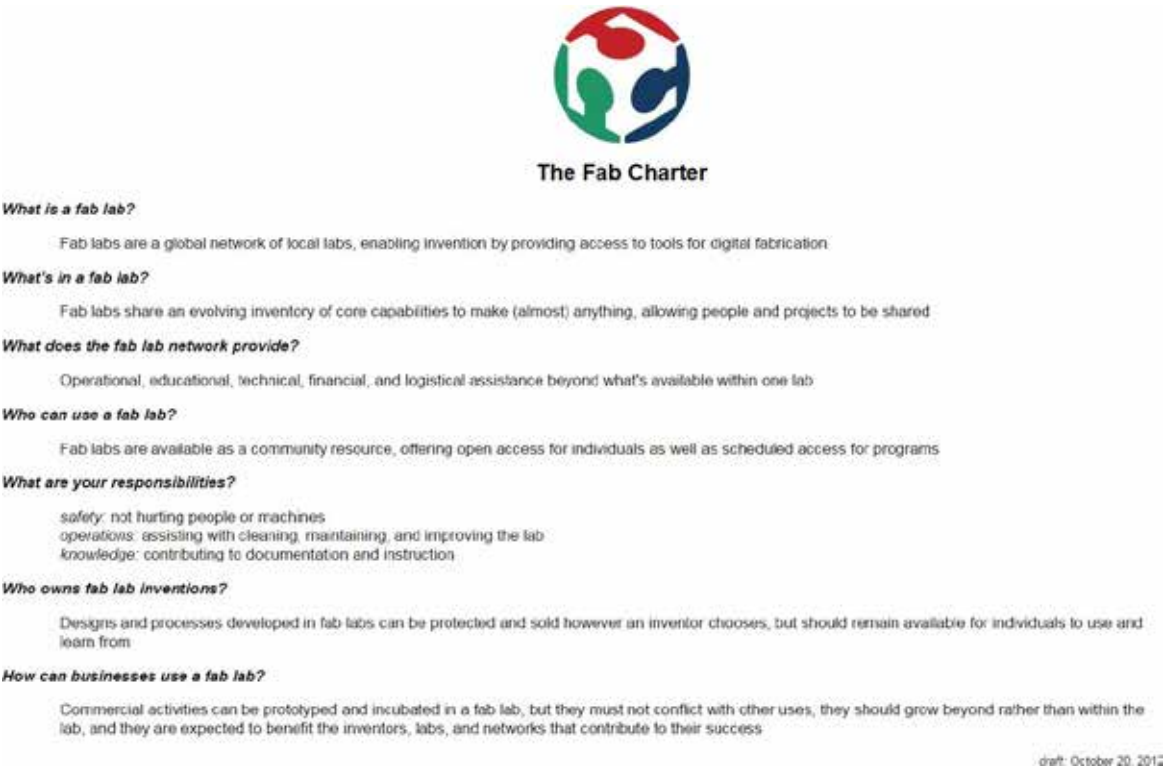 The Fab Charter
What is a fab lab?
Fab labs are a global network of local labs, enabling invention by providing access to tools for digital fabrication
What's in a fab lab?
Fab labs share an evolving inventory of core capabilities to make (almost) anything, allowing people and projects to be shared
What does the fab lab network provide?
Operational, educational, technical, financial, and logistical assistance beyond what's available within one lab
Who can use a fab lab?
Fab labs are available as a community resource, offering open access for individuals as well as scheduled access for programs
What are your responsibilities?
safety: not hurting people or machines
operations: assisting with cleaning, maintaining, and improving the lab
knowledge: contributing to documentation and instruction
Who owns fab lab inventions?
Designs and processes developed in fab labs can be protected and sold however an inventor chooses, but should remain available for individuals to use and
learn from
How can businesses use a fab lab?
Commercial activities can be prototyped and incubated in a fab lab, but they must not conflict with other uses, they should grow beyond rather than within the
lab, and they are expected to benefit the inventors, labs, and networks that contribute to their success
draft: October 20, 2012